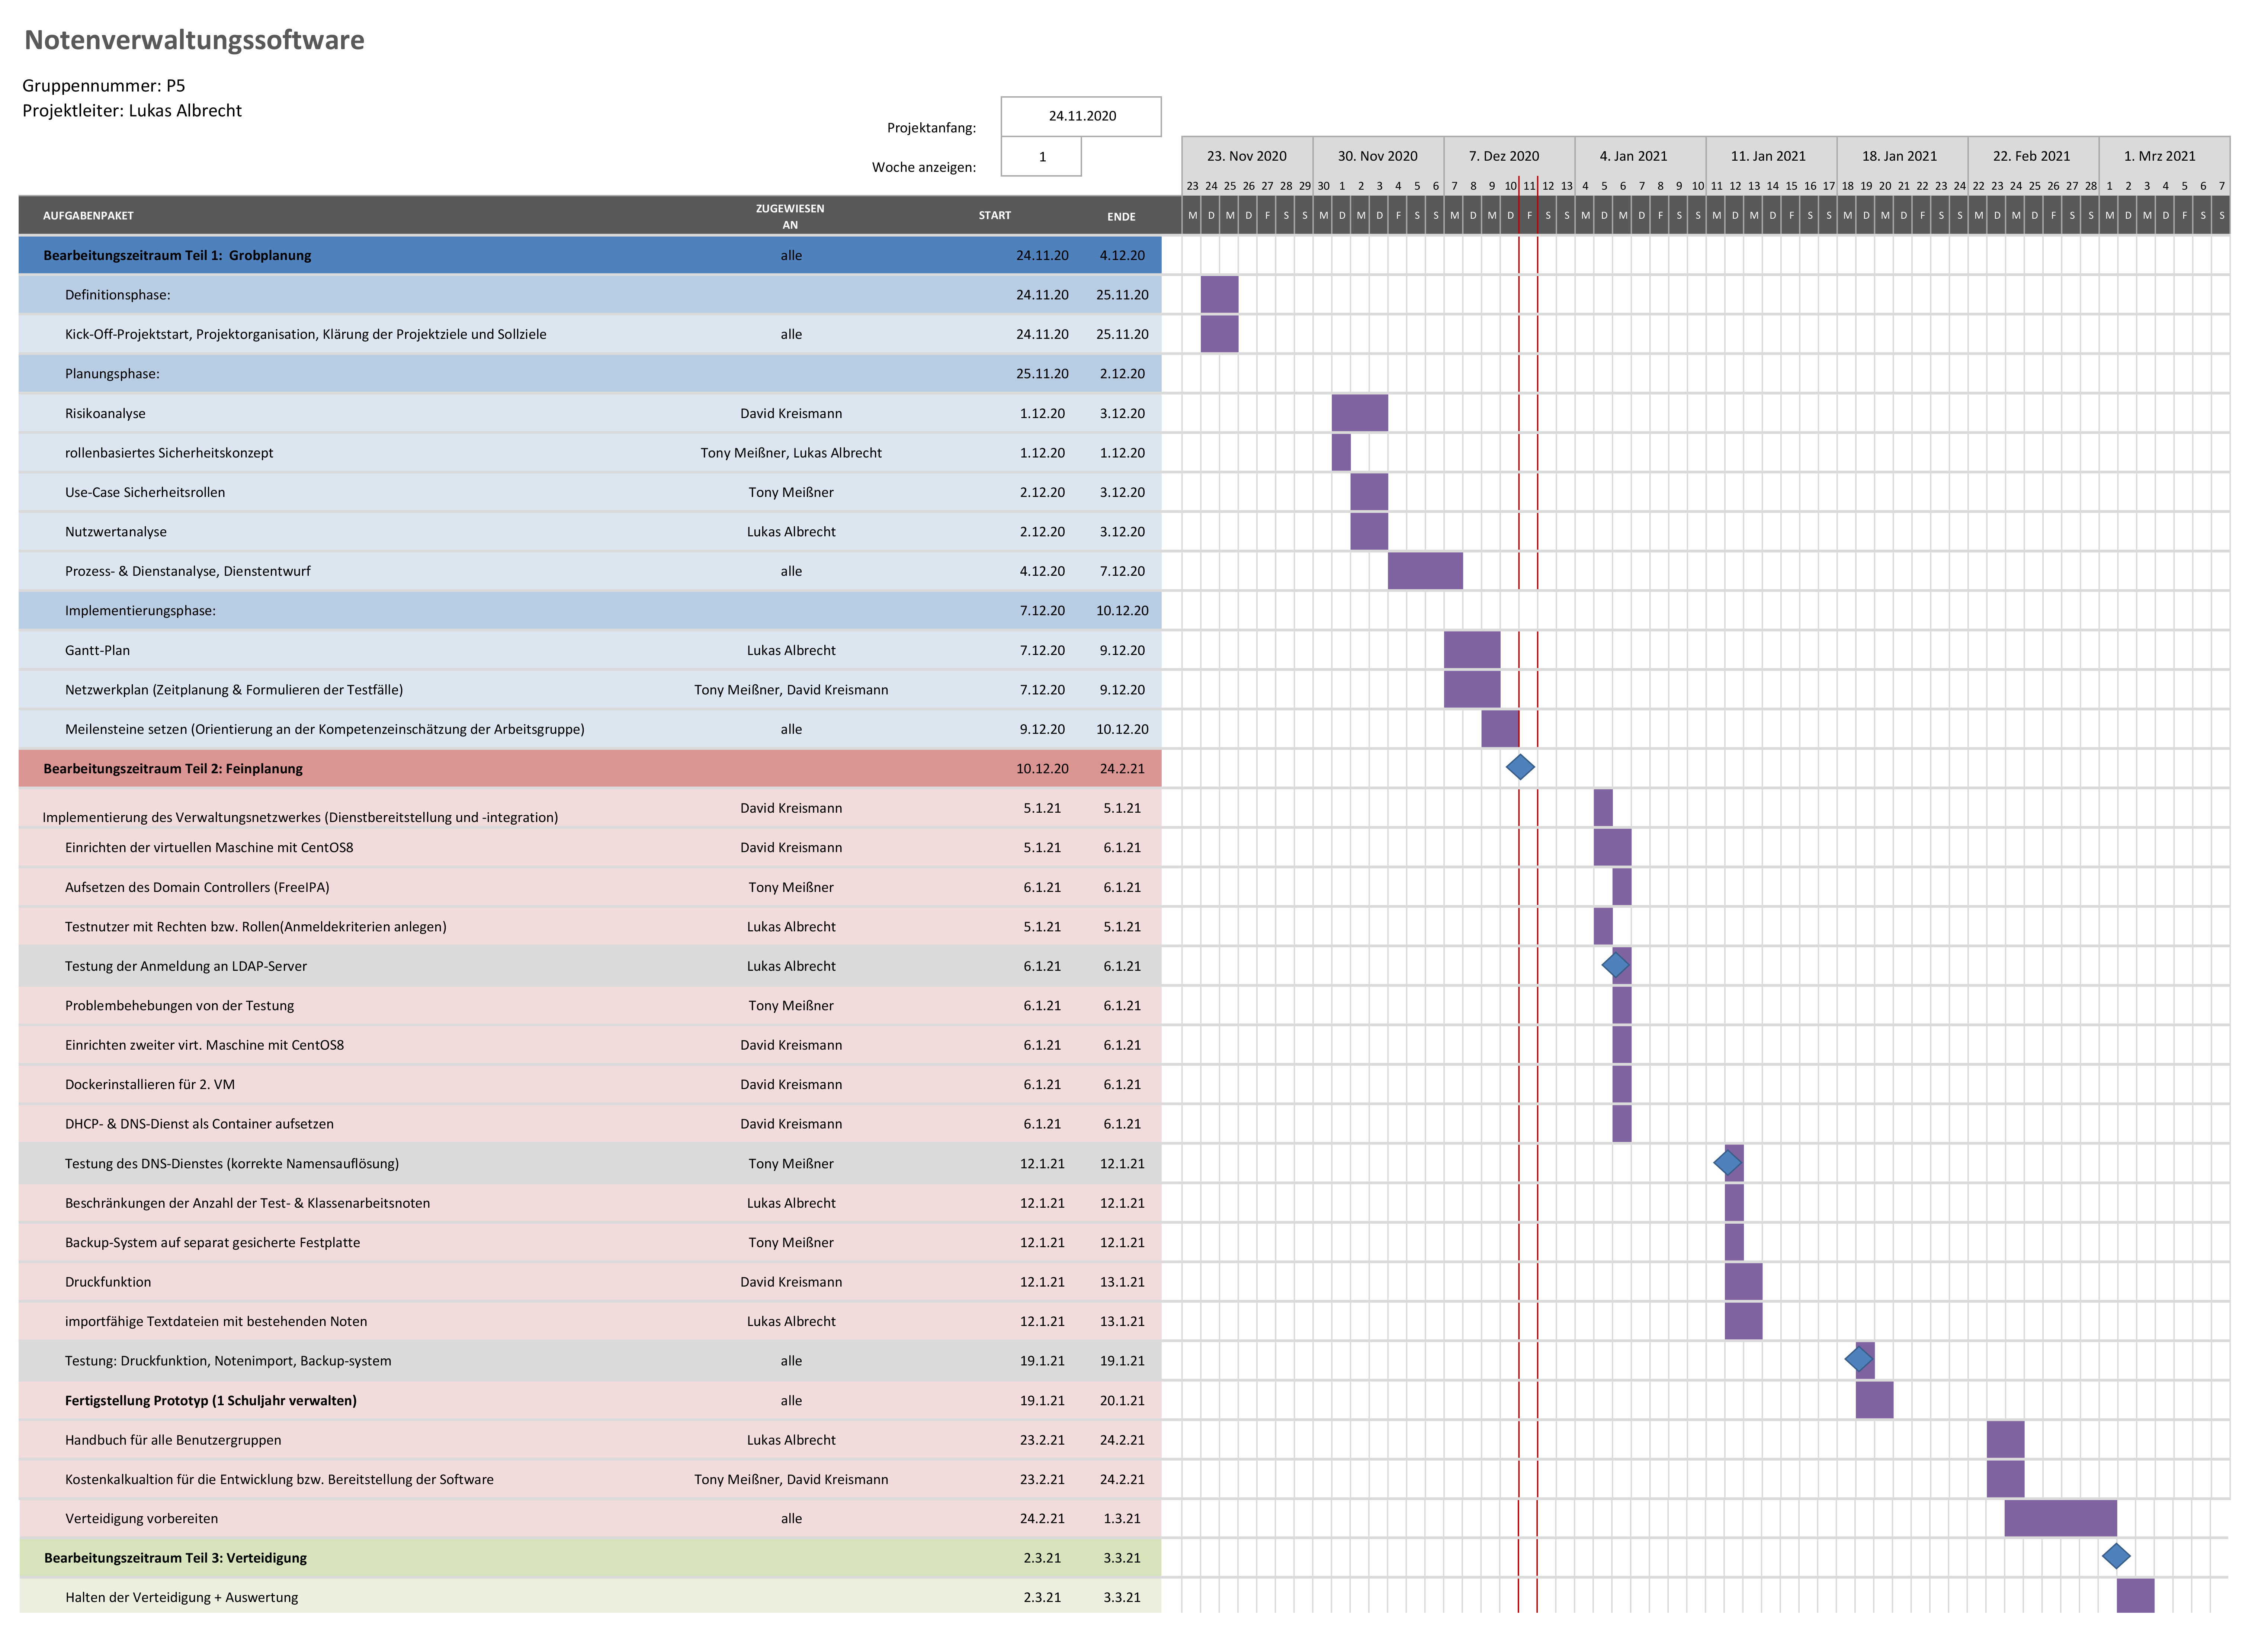 Notenverwaltungssoftware
Gruppennummer: P5
Projektleiter: Lukas Albrecht
Projektanfang: 24.11.2020
Woche anzeigen: 1
23. Nov 2020 30. Nov 2020 7. Dez 2020 4. Jan 2021 11. Jan 2021 18. Jan 2021 22. Feb 2021 1. Mrz 2021
23 24 25 26 27 28 29 30 1 2 3 4 5 6 7 8 9 10 11 12 13 4 5 6 7 8 9 10 11 12 13 14 15 16 17 18 19 20 21 22 23 24 22 23 24 25 26 27 28 1 2 3 4 5 6 7
AUFGABENPAKET ZUGEWIESEN AN START ENDE M D M D F S S M D M D F S S M D M D F S S M D M D F S S M D M D F S S M D M D F S S M D M D F S S M D M D F S S
Bearbeitungszeitraum Teil 1: Grobplanung alle 24.11.20 4.12.20
Definitionsphase: 24.11.20 25.11.20
Kick-Off-Projektstart, Projektorganisation, Klärung der Projektziele und Sollziele alle 24.11.20 25.11.20
Planungsphase: 25.11.20 2.12.20
Risikoanalyse David Kreismann 1.12.20 3.12.20
rollenbasiertes Sicherheitskonzept Tony Meißner, Lukas Albrecht 1.12.20 1.12.20
Use-Case Sicherheitsrollen Tony Meißner 2.12.20 3.12.20
Nutzwertanalyse Lukas Albrecht 2.12.20 3.12.20
Prozess- & Dienstanalyse, Dienstentwurf alle 4.12.20 7.12.20
Implementierungsphase: 7.12.20 10.12.20
Gantt-Plan Lukas Albrecht 7.12.20 9.12.20
Netzwerkplan (Zeitplanung & Formulieren der Testfälle) Tony Meißner, David Kreismann 7.12.20 9.12.20
Meilensteine setzen (Orientierung an der Kompetenzeinschätzung der Arbeitsgruppe) alle 9.12.20 10.12.20
Bearbeitungszeitraum Teil 2: Feinplanung 10.12.20 24.2.21
Implementierung des Verwaltungsnetzwerkes (Dienstbereitstellung und -integration) David Kreismann 5.1.21 5.1.21
Einrichten der virtuellen Maschine mit CentOS8 David Kreismann 5.1.21 6.1.21
Aufsetzen des Domain Controllers (FreeIPA) Tony Meißner 6.1.21 6.1.21
Testnutzer mit Rechten bzw. Rollen(Anmeldekriterien anlegen) Lukas Albrecht 5.1.21 5.1.21
Testung der Anmeldung an LDAP-Server Lukas Albrecht 6.1.21 6.1.21
Problembehebungen von der Testung Tony Meißner 6.1.21 6.1.21
Einrichten zweiter virt. Maschine mit CentOS8 David Kreismann 6.1.21 6.1.21
Dockerinstallieren für 2. VM David Kreismann 6.1.21 6.1.21
DHCP- & DNS-Dienst als Container aufsetzen David Kreismann 6.1.21 6.1.21
Testung des DNS-Dienstes (korrekte Namensauflösung) Tony Meißner 12.1.21 12.1.21
Beschränkungen der Anzahl der Test- & Klassenarbeitsnoten Lukas Albrecht 12.1.21 12.1.21
Backup-System auf separat gesicherte Festplatte Tony Meißner 12.1.21 12.1.21
Druckfunktion David Kreismann 12.1.21 13.1.21
importfähige Textdateien mit bestehenden Noten Lukas Albrecht 12.1.21 13.1.21
Testung: Druckfunktion, Notenimport, Backup-system alle 19.1.21 19.1.21
Fertigstellung Prototyp (1 Schuljahr verwalten) alle 19.1.21 20.1.21
Handbuch für alle Benutzergruppen Lukas Albrecht 23.2.21 24.2.21
Kostenkalkualtion für die Entwicklung bzw. Bereitstellung der Software Tony Meißner, David Kreismann 23.2.21 24.2.21
Verteidigung vorbereiten alle 24.2.21 1.3.21
Bearbeitungszeitraum Teil 3: Verteidigung 2.3.21 3.3.21
Halten der Verteidigung + Auswertung 2.3.21 3.3.21